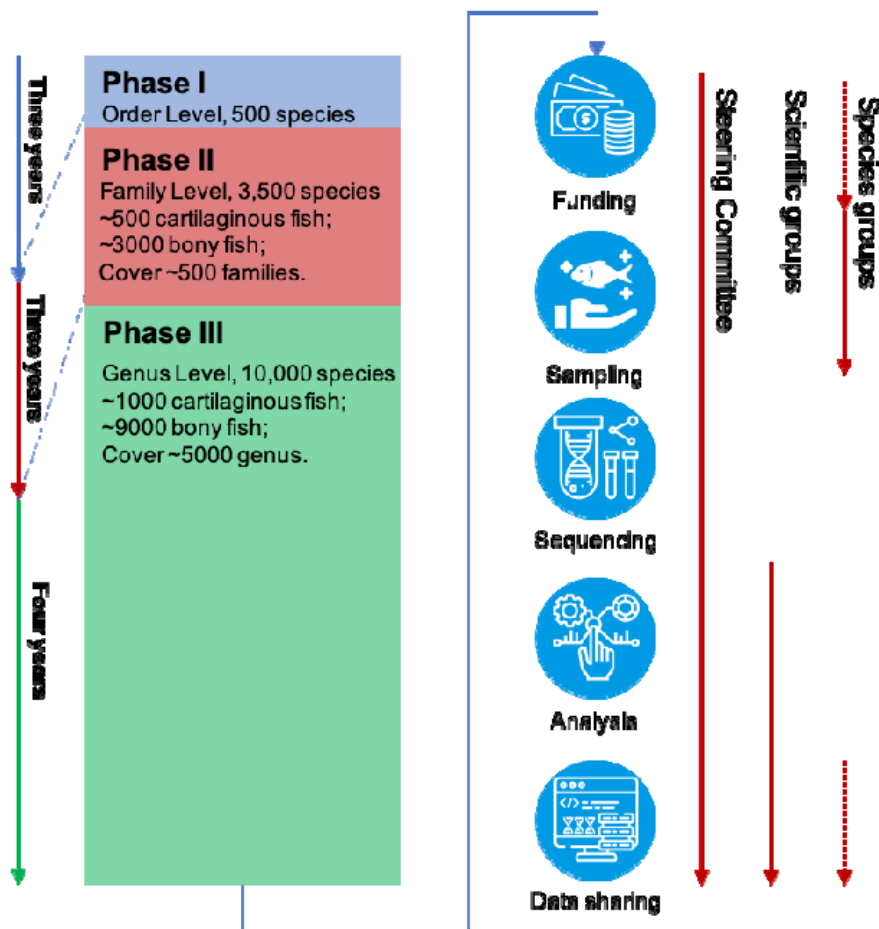 Three years
Three years
Four years
Phase I
Order Level, 500 species
Phase II
Family Level, 3,500 species
~500 cartilaginous fish;
~3000 bony fish;
Cover ~500 families.
Phase III
Genus Level, 10,000 species
~1000 cartilaginous fish;
~9000 bony fish;
Cover ~5000 genus.
$
Funding
Sampling
Sequencing
Analysis
</>
Data sharing
Steering Committee
Scientific groups
Species groups